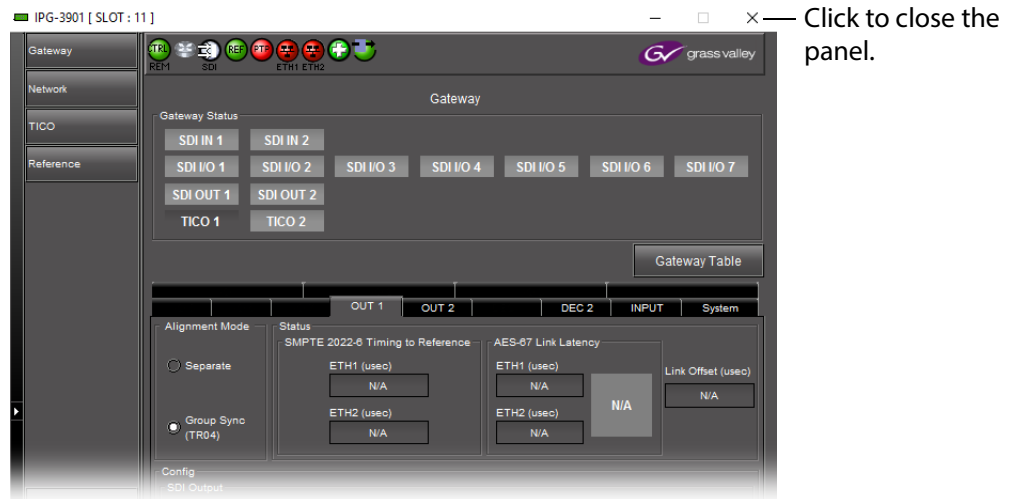 IPG-3901 [ SLOT : 11 ]
Click to close the
panel.
Gateway
Network
TICO
Reference
CTRL REF PTP
REM SDI ETH1 ETH2
GV grass valley
Gateway
Gateway Status
SDI IN 1 SDI IN 2
SDI I/O 1 SDI I/O 2 SDI I/O 3 SDI I/O 4 SDI I/O 5 SDI I/O 6 SDI I/O 7
SDI OUT 1 SDI OUT 2
TICO 1 TICO 2
Gateway Table
OUT 1 OUT 2 DEC 2 INPUT System
Alignment Mode
Separate
Group Sync
(TR04)
Status
SMPTE 2022-6 Timing to Reference
ETH1 (usec)
N/A
ETH2 (usec)
N/A
AES-67 Link Latency
ETH1 (usec)
N/A
ETH2 (usec)
N/A
N/A
Link Offset (usec)
N/A
Config
SDI Output